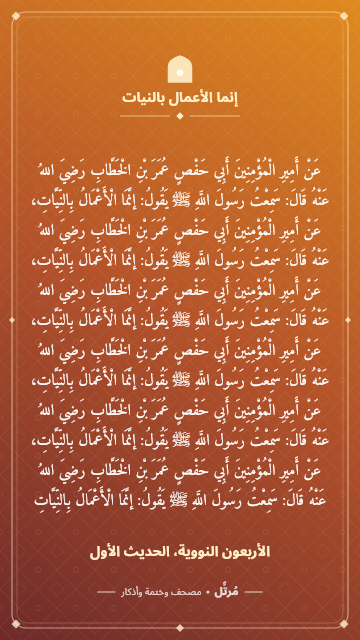 إنما الأعمال بالنيات
عَنْ أَمِيرِ الْمُؤْمِنِينَ أَبِي حَفْصٍ عُمَرَ بْنِ الْخَطَّابِ رَضِيَ اللهُ
عَنْهُ قَالَ: سَمِعْتُ رَسُولَ اللَّهِ ﷺ يَقُولُ: إِنَّمَا الْأَعْمَالُ بِالنِّيَّاتِ،
عَنْ أَمِيرِ الْمُؤْمِنِينَ أَبِي حَفْصٍ عُمَرَ بْنِ الْخَطَّابِ رَضِيَ اللهُ
عَنْهُ قَالَ: سَمِعْتُ رَسُولَ اللَّهِ ﷺ يَقُولُ: إِنَّمَا الْأَعْمَالُ بِالنِّيَّاتِ،
عَنْ أَمِيرِ الْمُؤْمِنِينَ أَبِي حَفْصٍ عُمَرَ بْنِ الْخَطَّابِ رَضِيَ اللهُ
عَنْهُ قَالَ: سَمِعْتُ رَسُولَ اللَّهِ ﷺ يَقُولُ: إِنَّمَا الْأَعْمَالُ بِالنِّيَّاتِ،
عَنْ أَمِيرِ الْمُؤْمِنِينَ أَبِي حَفْصٍ عُمَرَ بْنِ الْخَطَّابِ رَضِيَ اللهُ
عَنْهُ قَالَ: سَمِعْتُ رَسُولَ اللَّهِ ﷺ يَقُولُ: إِنَّمَا الْأَعْمَالُ بِالنِّيَّاتِ،
عَنْ أَمِيرِ الْمُؤْمِنِينَ أَبِي حَفْصٍ عُمَرَ بْنِ الْخَطَّابِ رَضِيَ اللهُ
عَنْهُ قَالَ: سَمِعْتُ رَسُولَ اللَّهِ ﷺ يَقُولُ: إِنَّمَا الْأَعْمَالُ بِالنِّيَّاتِ،
عَنْ أَمِيرِ الْمُؤْمِنِينَ أَبِي حَفْصٍ عُمَرَ بْنِ الْخَطَّابِ رَضِيَ اللهُ
عَنْهُ قَالَ: سَمِعْتُ رَسُولَ اللَّهِ ﷺ يَقُولُ: إِنَّمَا الْأَعْمَالُ بِالنِّيَّاتِ
الأربعون النووية، الحديث الأول
مُرتَّل • مصحف وختمة وأذكار